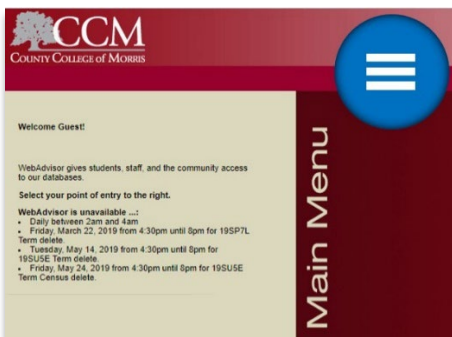 CCM
COUNTY COLLEGE OF MORRIS
Welcome Guest!
WebAdvisor gives students, staff, and the community access
to our databases.
Select your point of entry to the right.
WebAdvisor is unavailable ...:
• Daily between 2am and 4am
• Friday, March 22, 2019 from 4:30pm until 8pm for 19SP7L
Term delete.
• Tuesday, May 14, 2019 from 4:30pm until 8pm for
19SU5E Term delete.
• Friday, May 24, 2019 from 4:30pm until 8pm for 19SU5E
Term Census delete.
Main Menu